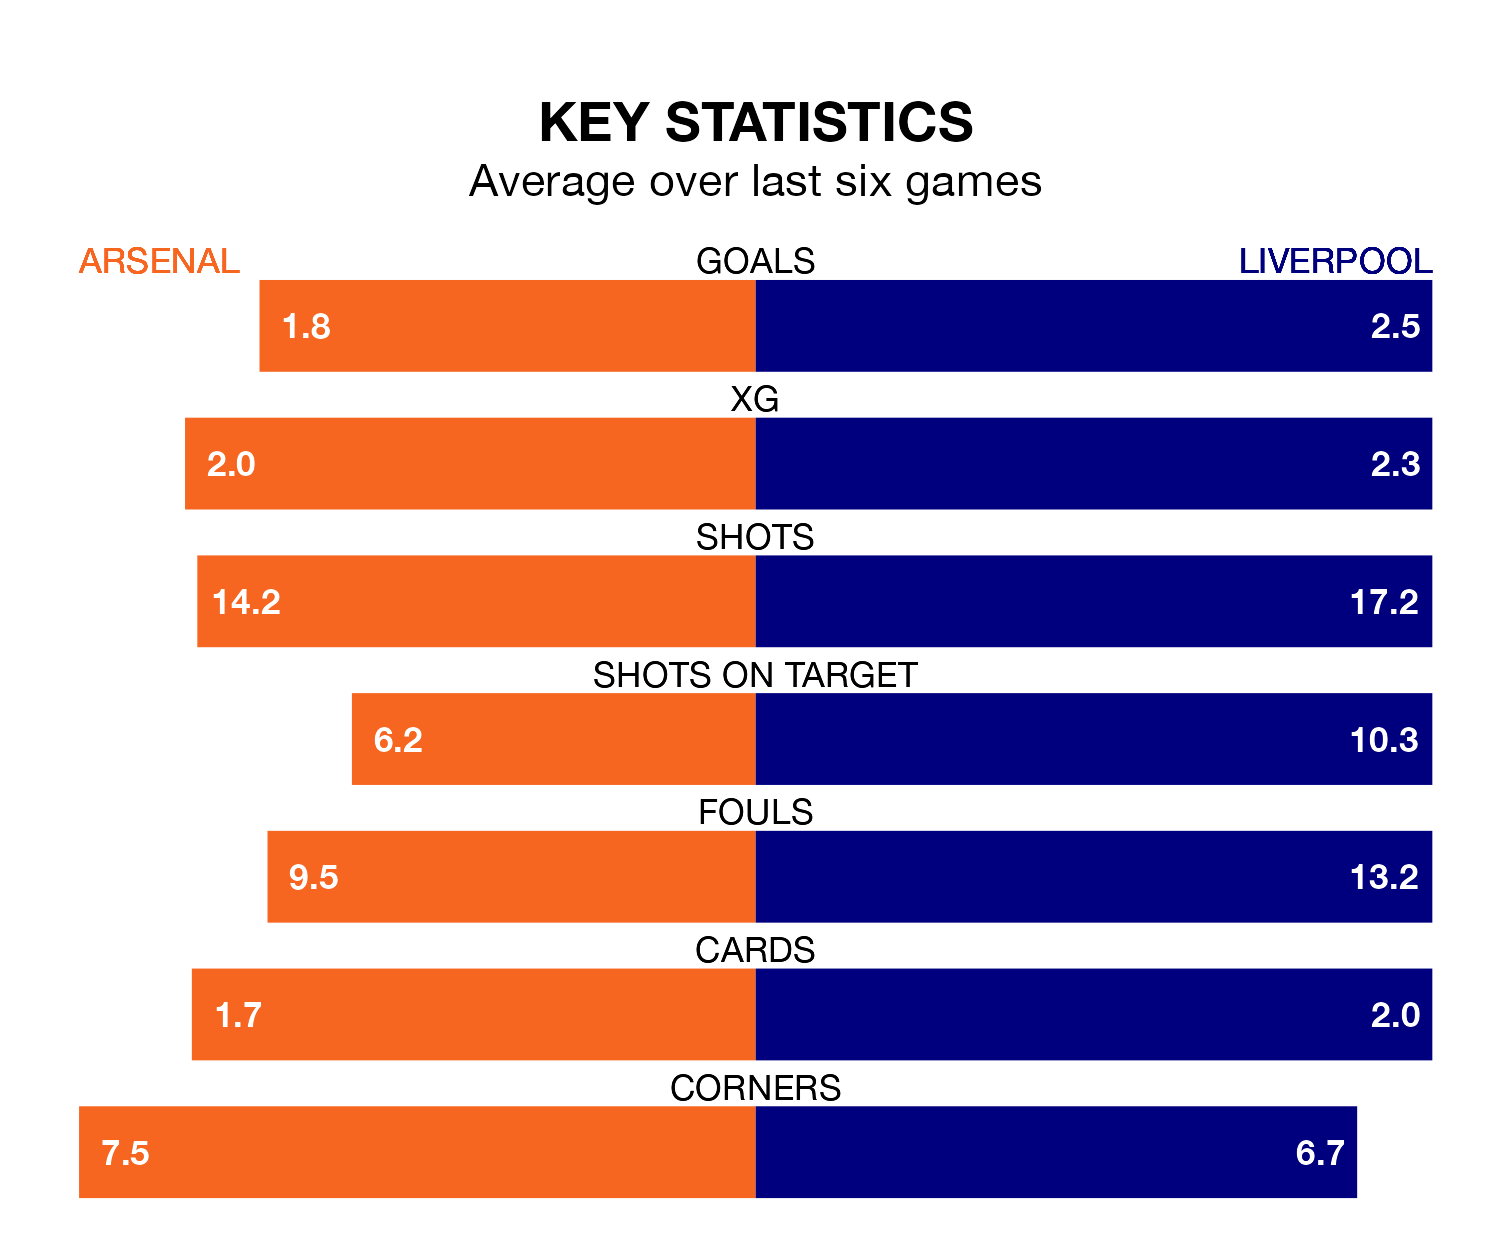 KEY STATISTICS
Average over last six games
ARSENAL GOALS LIVERPOOL
1.8 2.5
XG
2.0 2.3
SHOTS
14.2 17.2
SHOTS ON TARGET
6.2 10.3
FOULS
9.5 13.2
CARDS
1.7 2.0
CORNERS
7.5 6.7